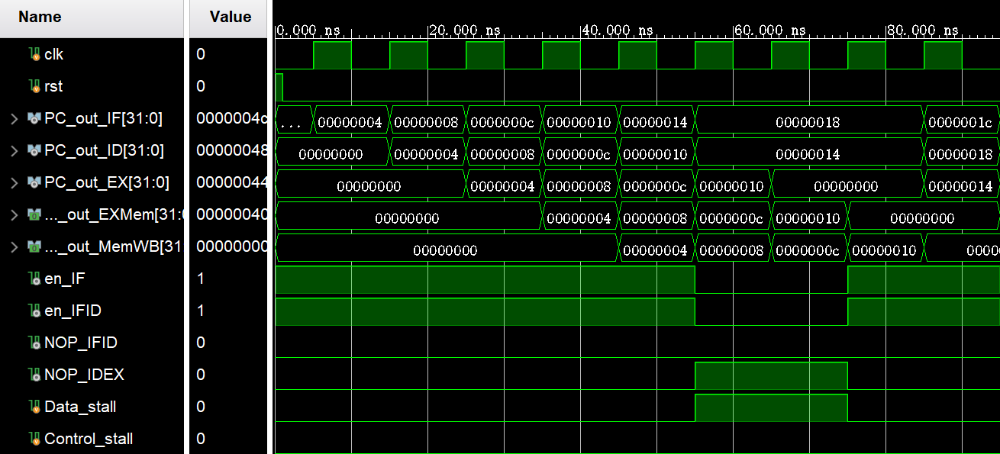 Name Value
0.000 ns 20.000 ns 40.000 ns 60.000 ns 80.000 ns
clk 0
rst 0
PC_out_IF[31:0] 0000004c ... 00000004 00000008 0000000c 00000010 00000014 00000018 0000001c
PC_out_ID[31:0] 00000048 00000000 00000004 00000008 0000000c 00000010 00000014 00000018
PC_out_EX[31:0] 00000044 00000000 00000004 00000008 0000000c 00000010 00000000 00000014
..._out_EXMem[31:0 00000040 00000000 00000004 00000008 0000000c 00000010 00000000
..._out_MemWB[31 00000000 00000000 00000004 00000008 0000000c 00000010 0000
en_IF 1
en_IFID 1
NOP_IFID 0
NOP_IDEX 0
Data_stall 0
Control_stall 0